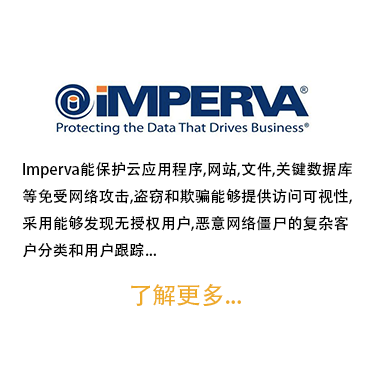 iMPERVA®
Protecting the Data That Drives Business®
Imperva能保护云应用程序,网站,文件,关键数据库
等免受网络攻击,盗窃和欺骗能够提供访问可视性,
采用能够发现无授权用户,恶意网络僵尸的复杂客
户分类和用户跟踪...
了解更多...